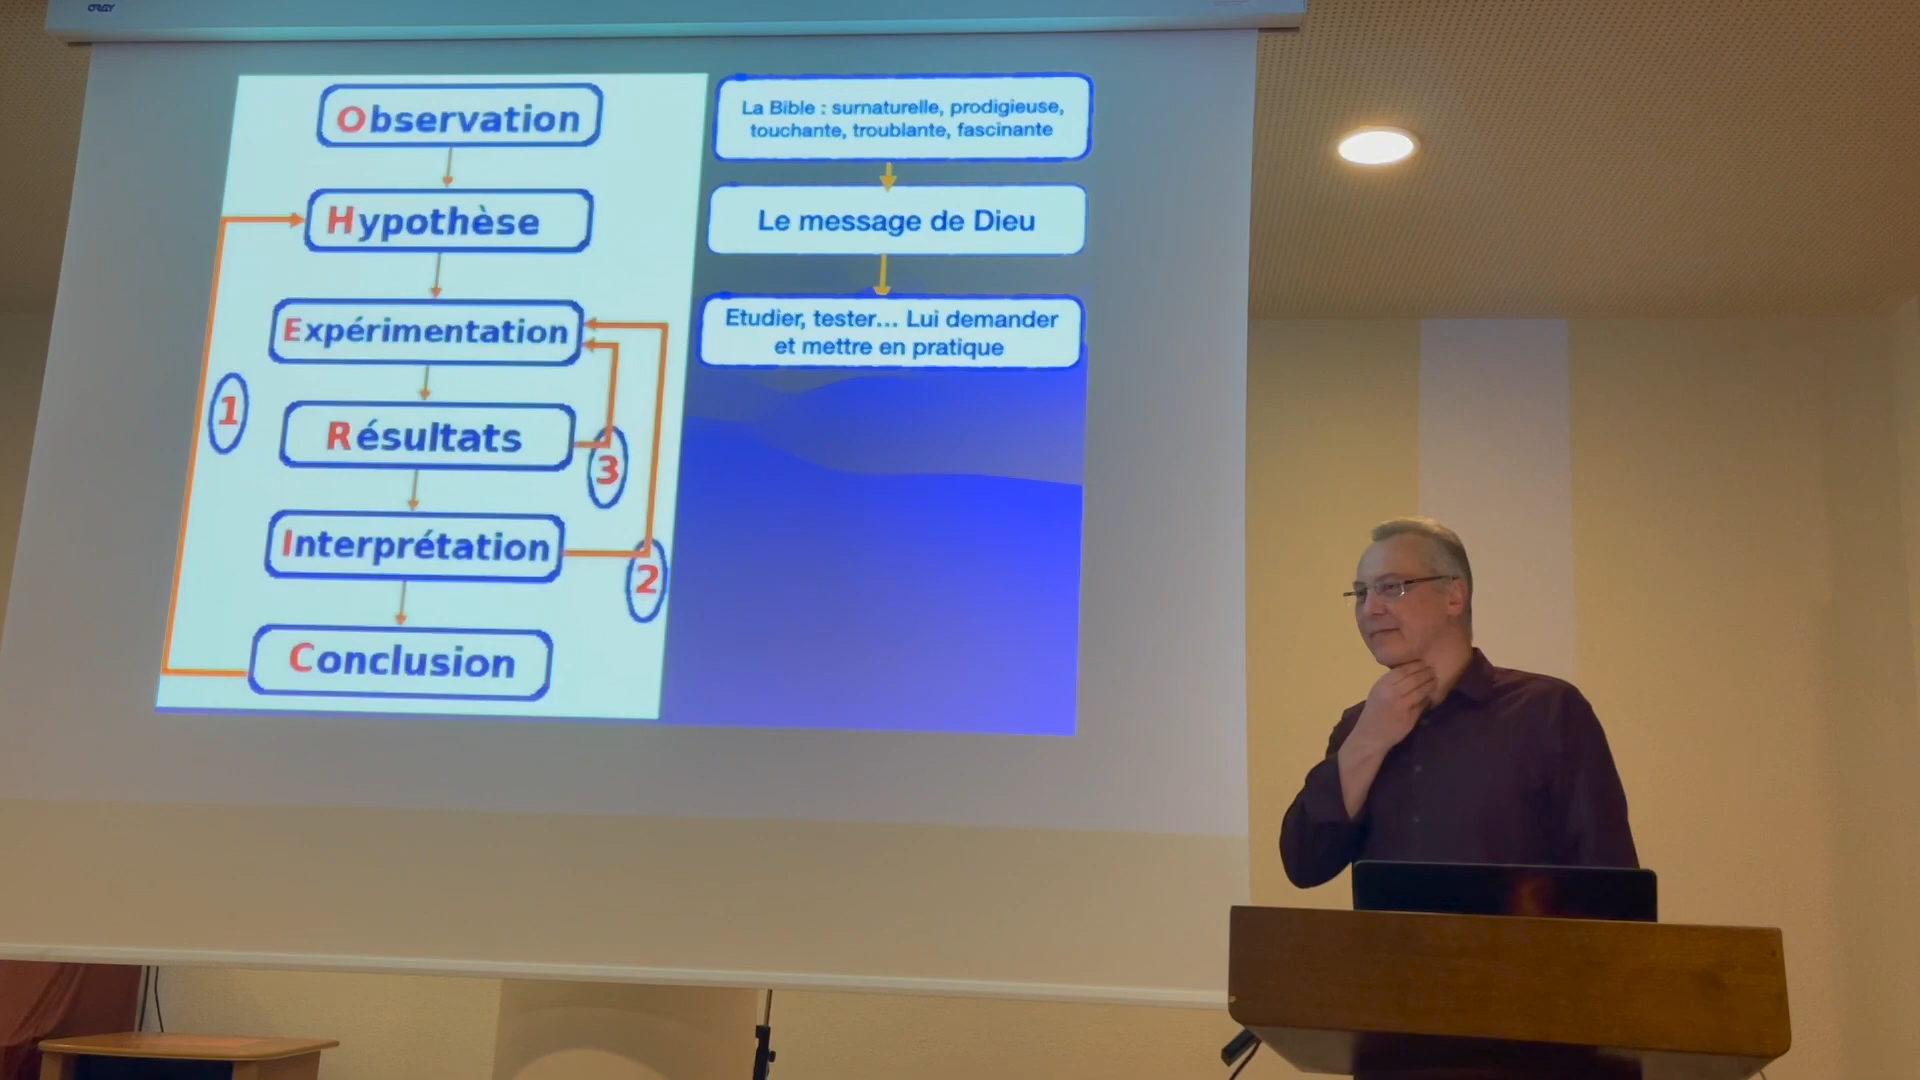 ORAY
Observation
Hypothèse
Expérimentation
Résultats
Interprétation
Conclusion
1
3
2
La Bible : surnaturelle, prodigieuse,
touchante, troublante, fascinante
Le message de Dieu
Etudier, tester... Lui demander
et mettre en pratique